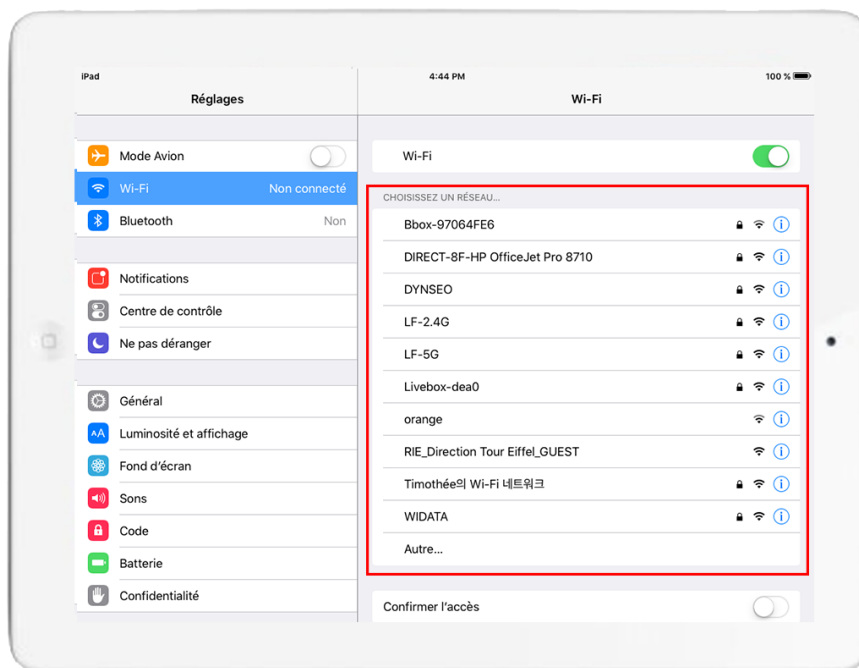 iPad
4:44 PM
100 %
Réglages
Wi-Fi
Mode Avion
Wi-Fi Non connecté
Bluetooth Non
Notifications
Centre de contrôle
Ne pas déranger
Général
AA Luminosité et affichage
Fond d'écran
Sons
Code
Batterie
Confidentialité
Wi-Fi
CHOISISSEZ UN RÉSEAU...
Bbox-97064FE6
DIRECT-8F-HP OfficeJet Pro 8710
DYNSEO
LF-2.4G
LF-5G
Livebox-dea0
orange
RIE_Direction Tour Eiffel_GUEST
Timothée의 Wi-Fi 네트워크
WIDATA
Autre...
Confirmer l'accès